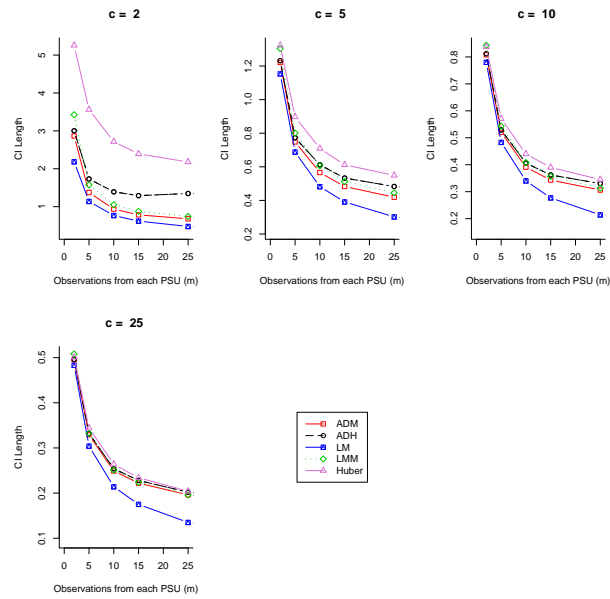 c = 2
CI Length
1 2 3 4 5
0 5 10 15 20 25
Observations from each PSU (m)
c = 5
CI Length
0.2 0.4 0.6 0.8 1.0 1.2
0 5 10 15 20 25
Observations from each PSU (m)
c = 10
CI Length
0.2 0.3 0.4 0.5 0.6 0.7 0.8
0 5 10 15 20 25
Observations from each PSU (m)
c = 25
CI Length
0.1 0.2 0.3 0.4 0.5
0 5 10 15 20 25
Observations from each PSU (m)
ADM
ADH
LM
LMM
Huber